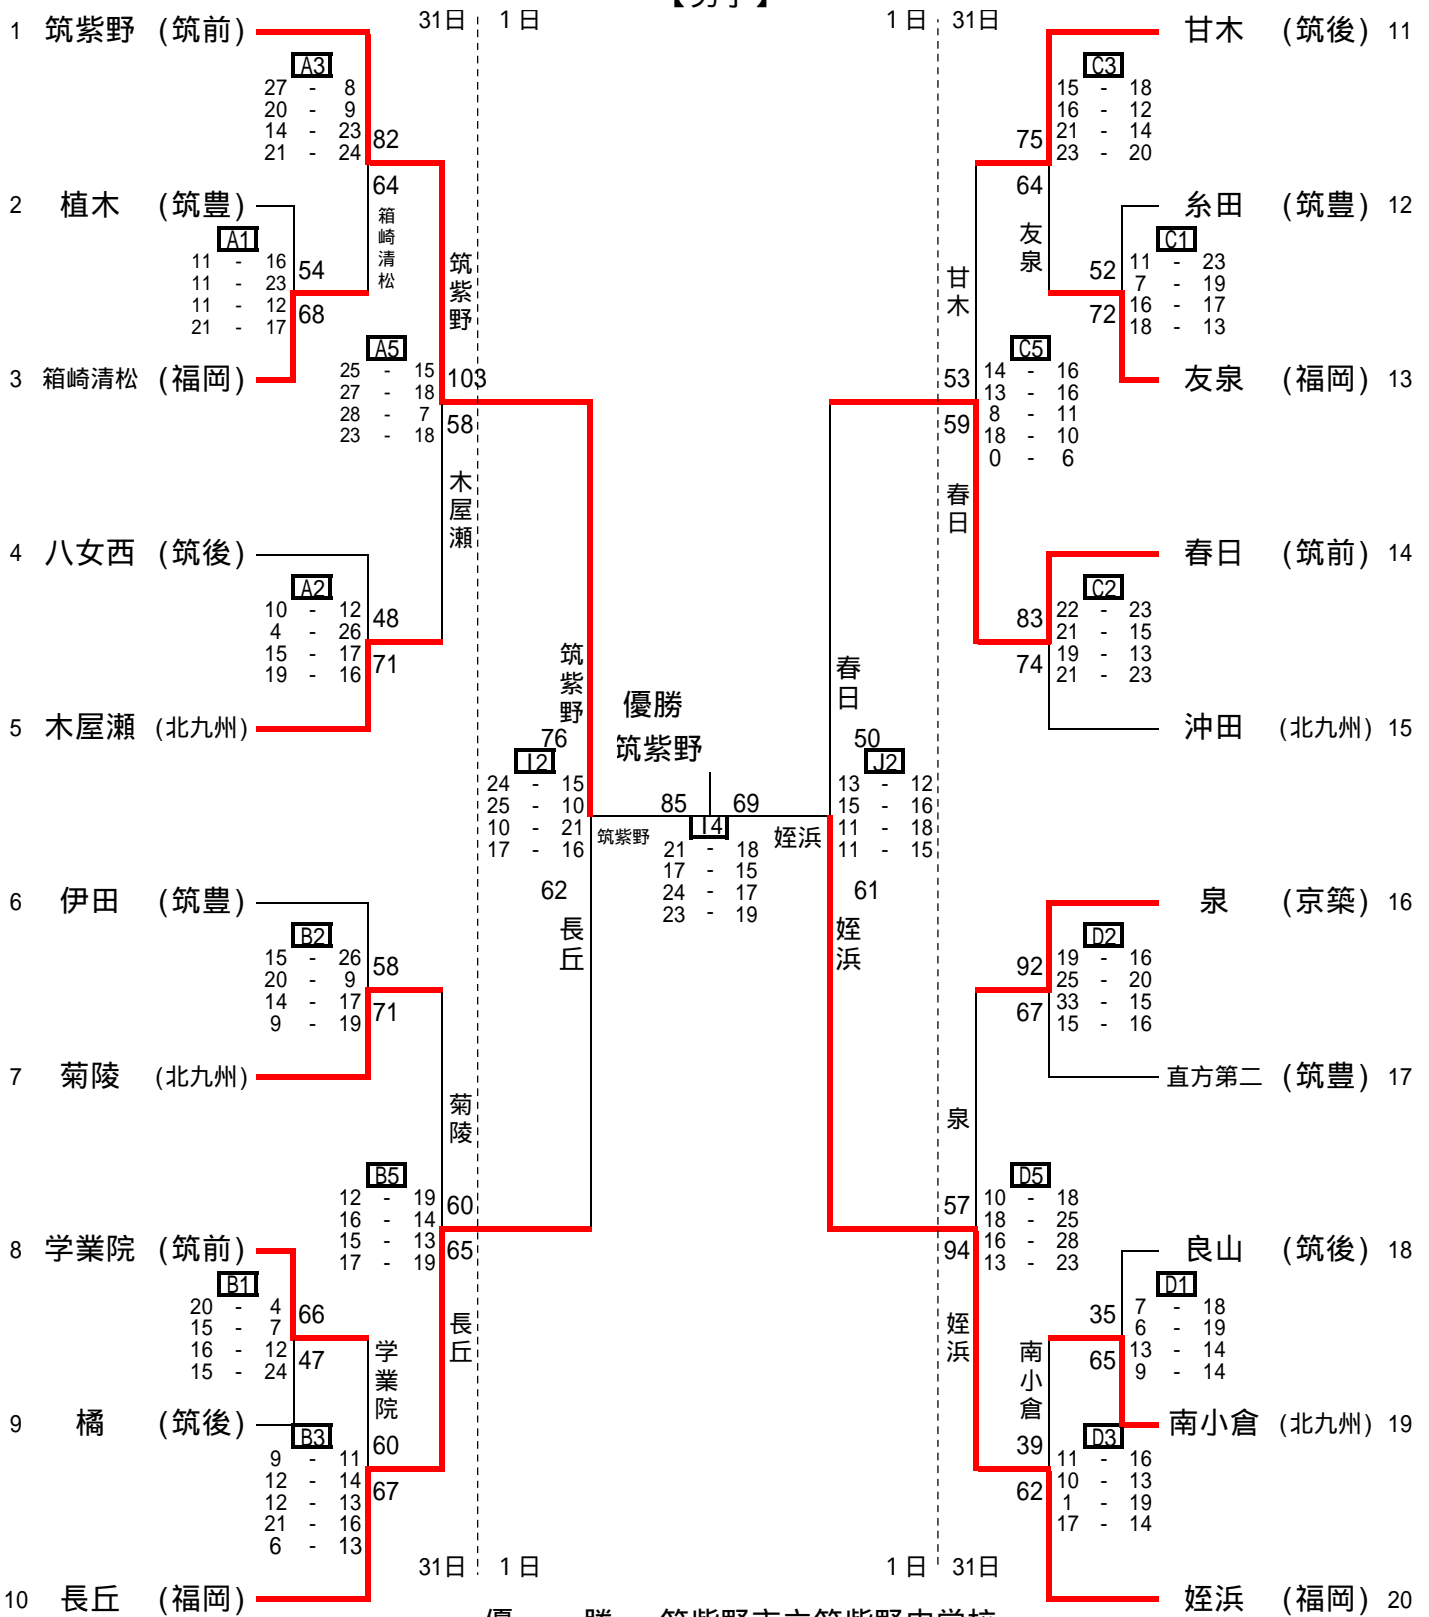 【男子】
31日 1日
1日 31日
1 筑紫野 (筑前)
A3
27 - 8
20 - 9
14 - 23
21 - 24
82
64
箱崎清松
2 植木 (筑豊)
A1
11 - 16
11 - 23
11 - 12
21 - 17
54
68
3 箱崎清松 (福岡)
筑紫野
A5
25 - 15
27 - 18
28 - 7
23 - 18
103
58
木屋瀬
4 八女西 (筑後)
A2
10 - 12
4 - 26
15 - 17
19 - 16
48
71
5 木屋瀬 (北九州)
筑紫野
76
I2
24 - 15
25 - 10
10 - 21
17 - 16
62
長丘
6 伊田 (筑豊)
B2
15 - 26
20 - 9
14 - 17
9 - 19
58
71
7 菊陵 (北九州)
菊陵
B5
12 - 19
16 - 14
15 - 13
17 - 19
60
65
長丘
8 学業院 (筑前)
B1
20 - 4
15 - 7
16 - 12
15 - 24
66
47
学業院
9 橘 (筑後)
B3
9 - 11
12 - 14
12 - 13
21 - 16
6 - 13
60
67
10 長丘 (福岡)
優勝
筑紫野
85 69
I4
筑紫野 姪浜
21 - 18
17 - 15
24 - 17
23 - 19
甘木 (筑後) 11
C3
15 - 18
16 - 12
21 - 14
23 - 20
75
64
友泉
糸田 (筑豊) 12
C1
11 - 23
7 - 19
16 - 17
18 - 13
52
72
友泉 (福岡) 13
甘木
C5
14 - 16
13 - 16
8 - 11
18 - 10
0 - 6
53
59
春日
春日 (筑前) 14
C2
22 - 23
21 - 15
19 - 13
21 - 23
83
74
沖田 (北九州) 15
春日
50
J2
13 - 12
15 - 16
11 - 18
11 - 15
61
姪浜
泉 (京築) 16
D2
19 - 16
25 - 20
33 - 15
15 - 16
92
67
直方第二 (筑豊) 17
泉
D5
10 - 18
18 - 25
16 - 28
13 - 23
57
94
姪浜
良山 (筑後) 18
D1
7 - 18
6 - 19
13 - 14
9 - 14
35
65
南小倉
南小倉 (北九州) 19
D3
11 - 16
10 - 13
1 - 19
17 - 14
39
62
姪浜 (福岡) 20
31日 1日
1日 31日
優 勝 筑紫野市立筑紫野中学校